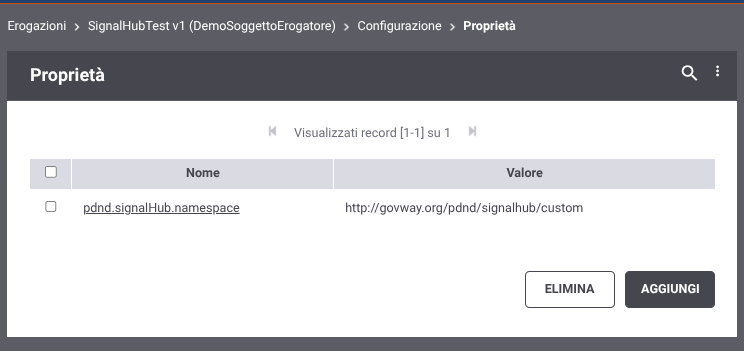 Erogazioni > SignalHubTest v1 (DemoSoggettoErogatore) > Configurazione > Proprietà
Proprietà
Visualizzati record [1-1] su 1
Nome Valore
pdnd.signalHub.namespace http://govway.org/pdnd/signalhub/custom
ELIMINA AGGIUNGI